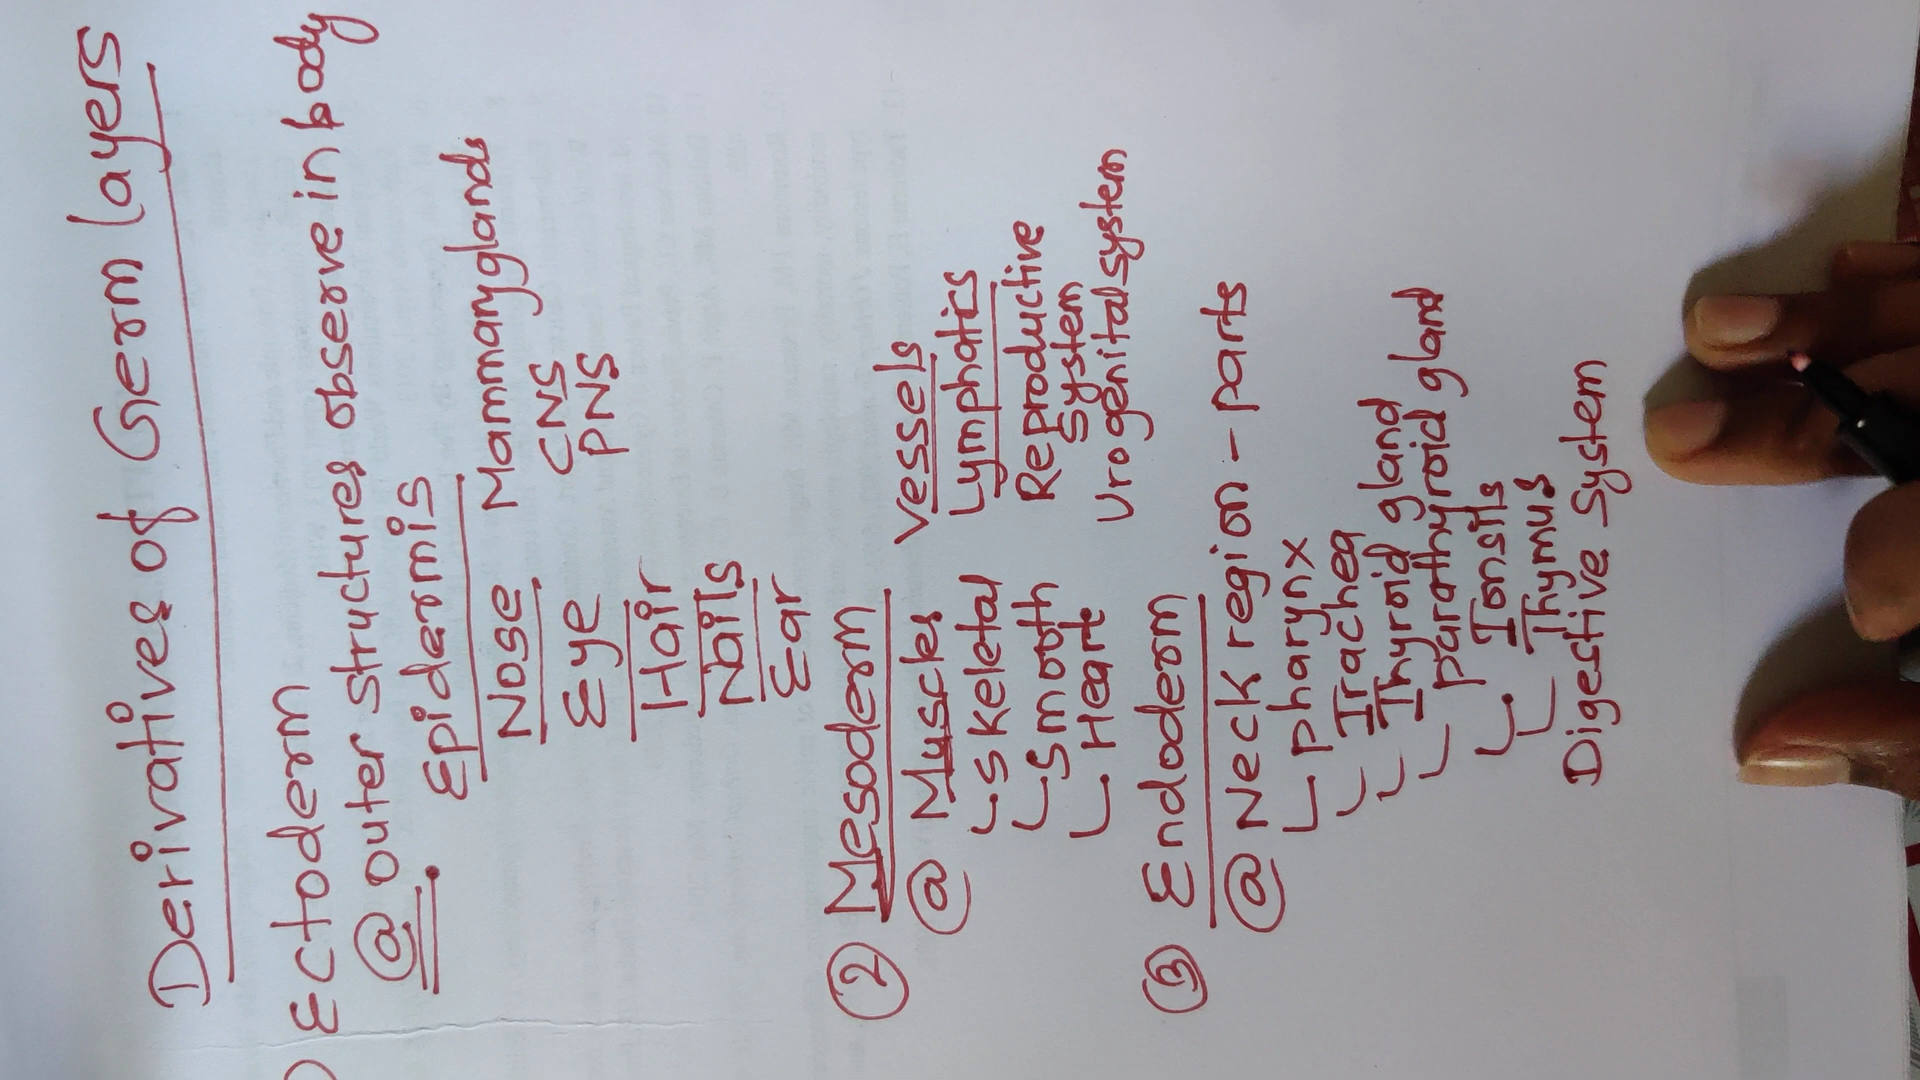 Derivatives of Germ layers
Ectoderm
@ outer structures observe in body
Epidermis
Nose
Eye
Hair
Nails
Ear
Mammary glands
CNS
PNS
② Mesoderm
@ Muscles
Skeletal
Smooth
Heart
Vessels
Lymphatics
Reproductive
System
Urogenital system
③ Endoderm
@ Neck region - parts
pharynx
Trachea
Thyroid gland
parathyroid gland
Tonsils
Thymus
Digestive System